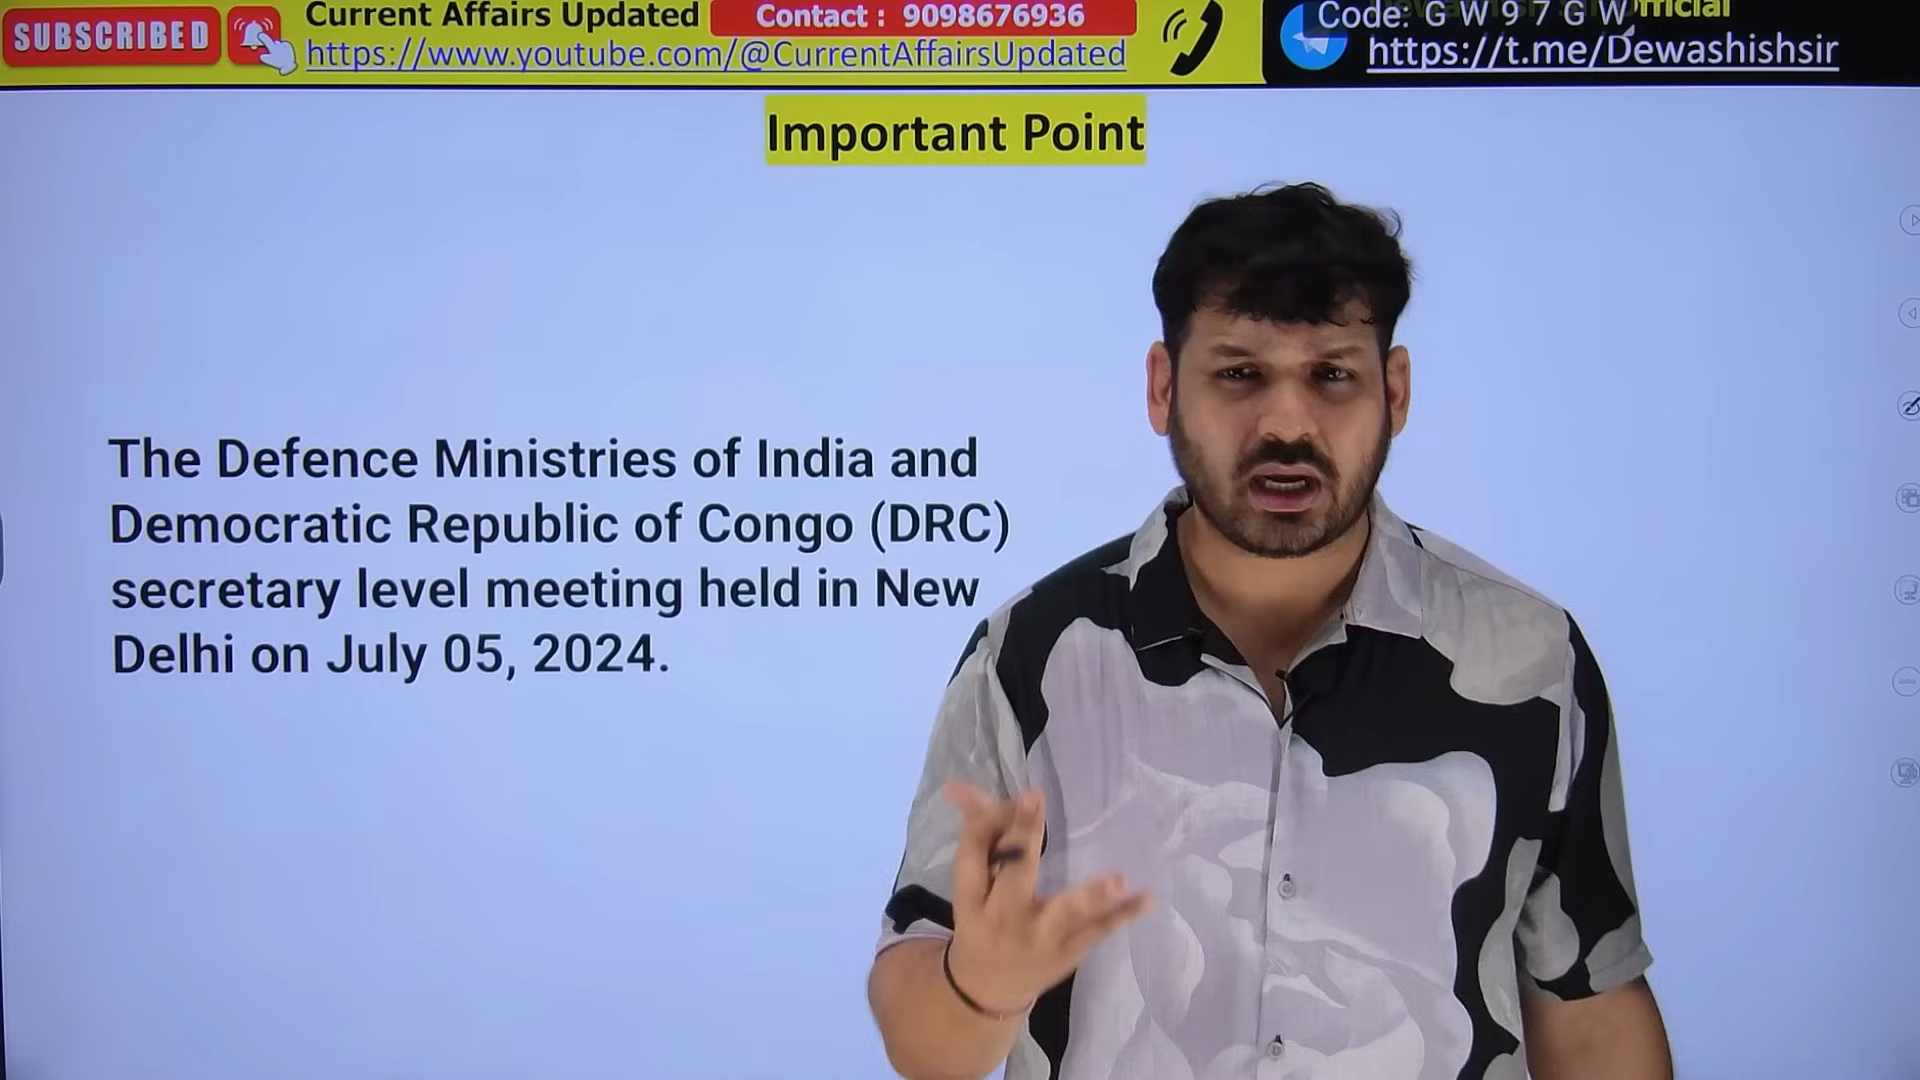 SUBSCRIBED
Current Affairs Updated
https://www.youtube.com/@CurrentAffairsUpdated
Contact : 9098676936
Code: G W 9 7 G W
https://t.me/Dewashishsir
Important Point
The Defence Ministries of India and
Democratic Republic of Congo (DRC)
secretary level meeting held in New
Delhi on July 05, 2024.